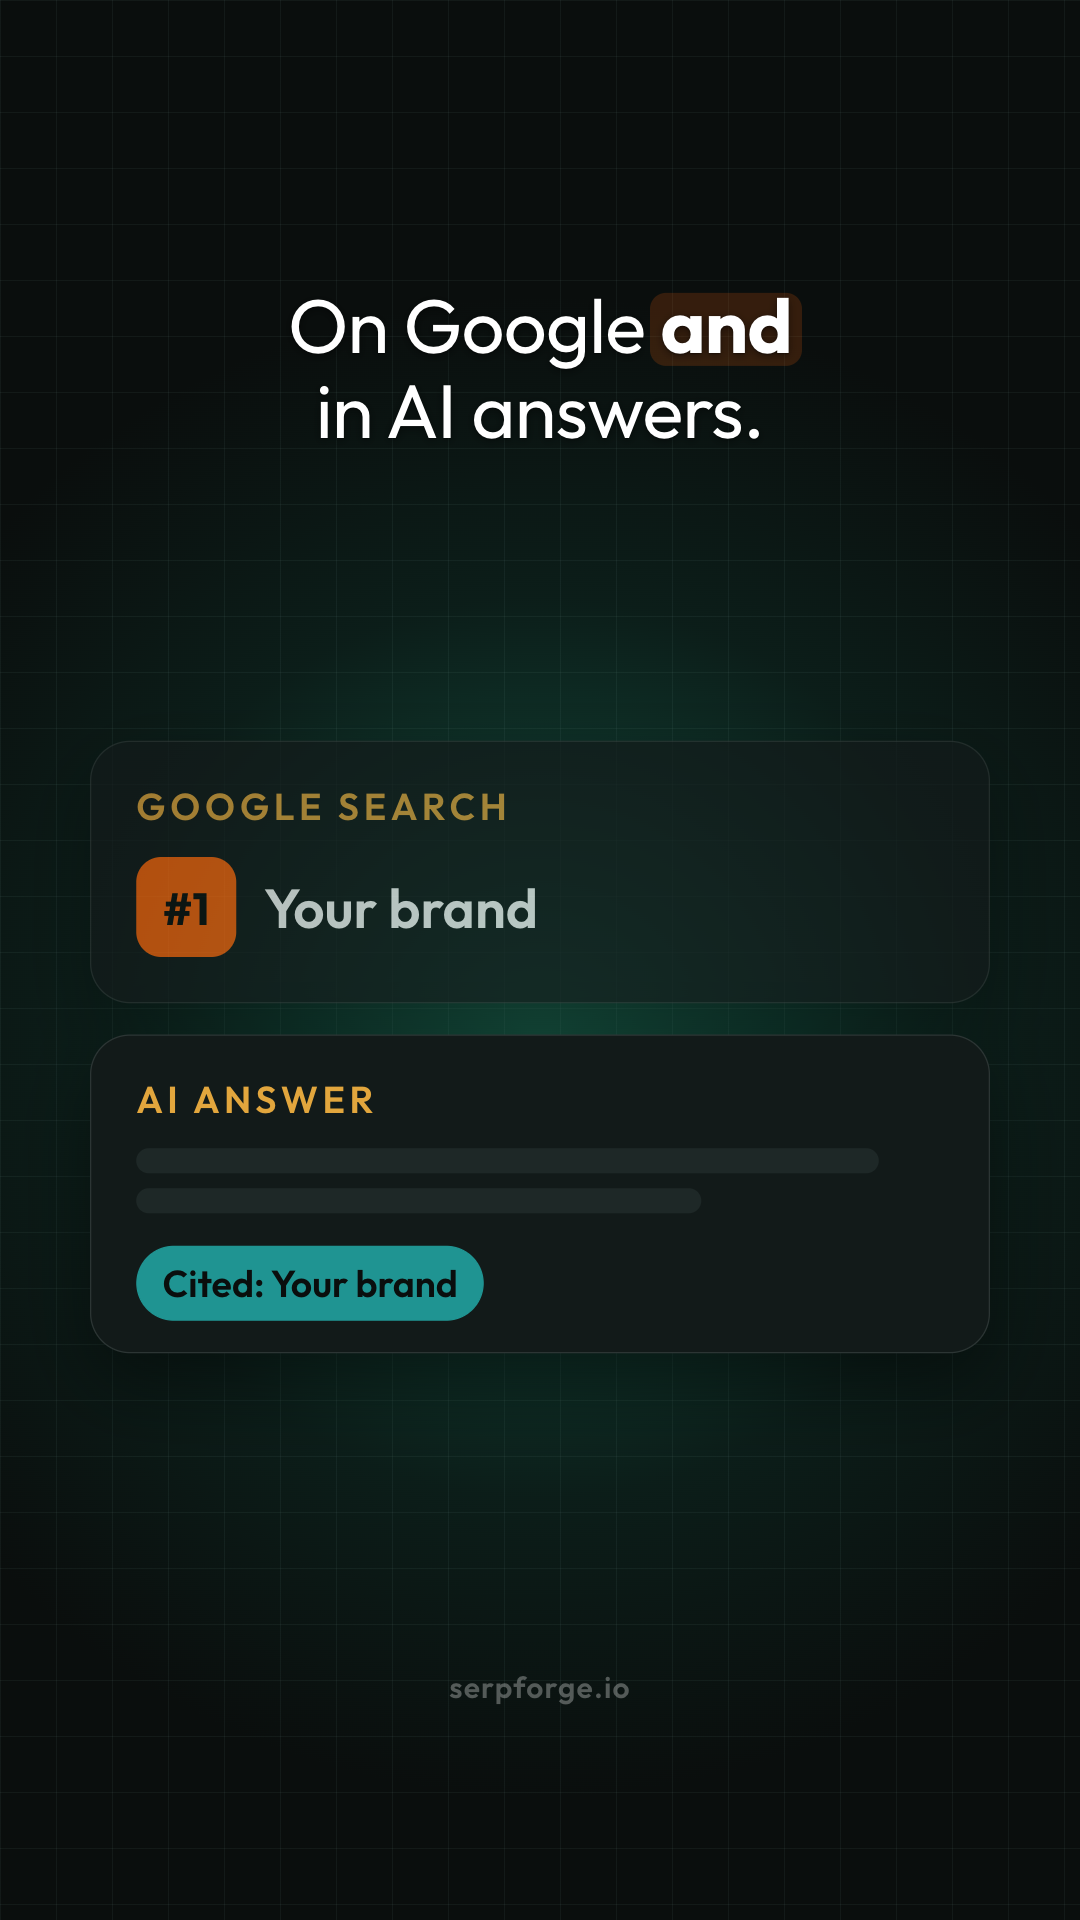 On Google and
in AI answers.
GOOGLE SEARCH
#1 Your brand
AI ANSWER
Cited: Your brand
serpforge.io